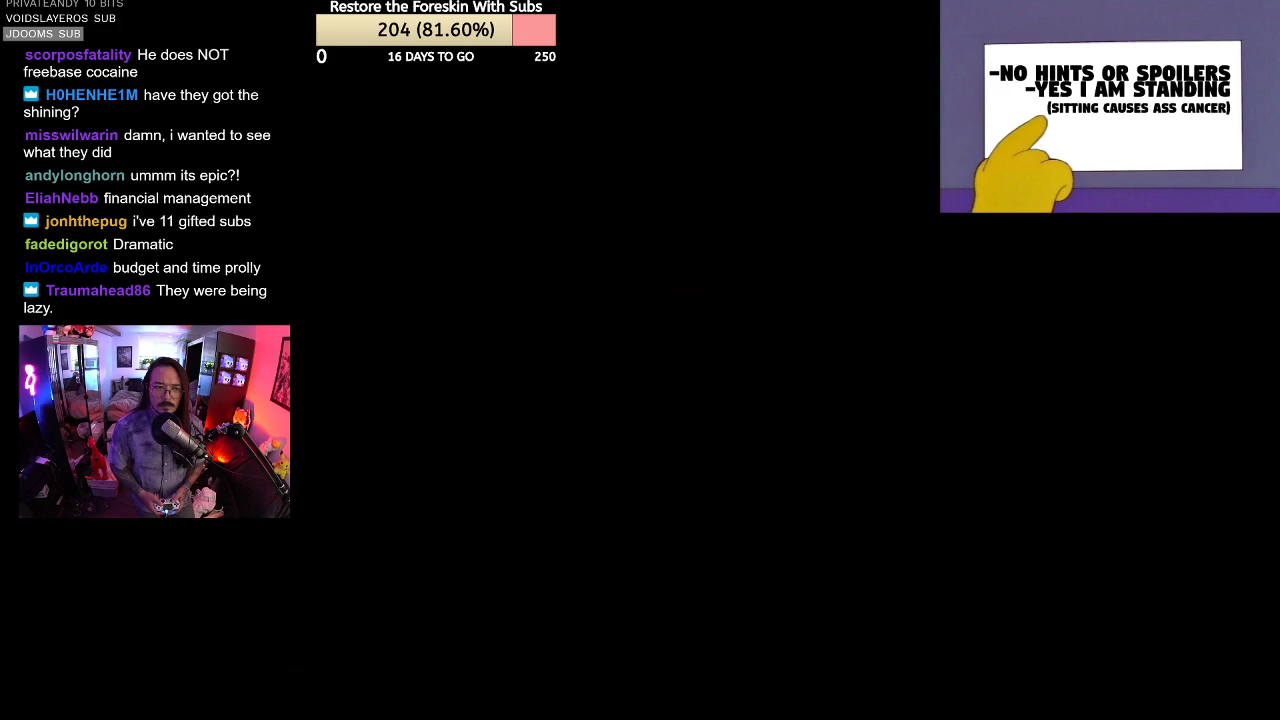 PRIVATEANDY 10 BITS
VOIDSLAYEROS SUB
JDOOMS SUB
scorposfatality He does NOT
freebase cocaine
H0HENHE1M have they got the
shining?
misswilwarin damn, i wanted to see
what they did
andylonghorn ummm its epic?!
EliahNebb financial management
jonhthepug i've 11 gifted subs
fadedigorot Dramatic
InOrcoArde budget and time prolly
Traumahead86 They were being
lazy.
Restore the Foreskin With Subs
204 (81.60%)
0 16 DAYS TO GO 250
-NO HINTS OR SPOILERS
-YES I AM STANDING
(SITTING CAUSES ASS CANCER)